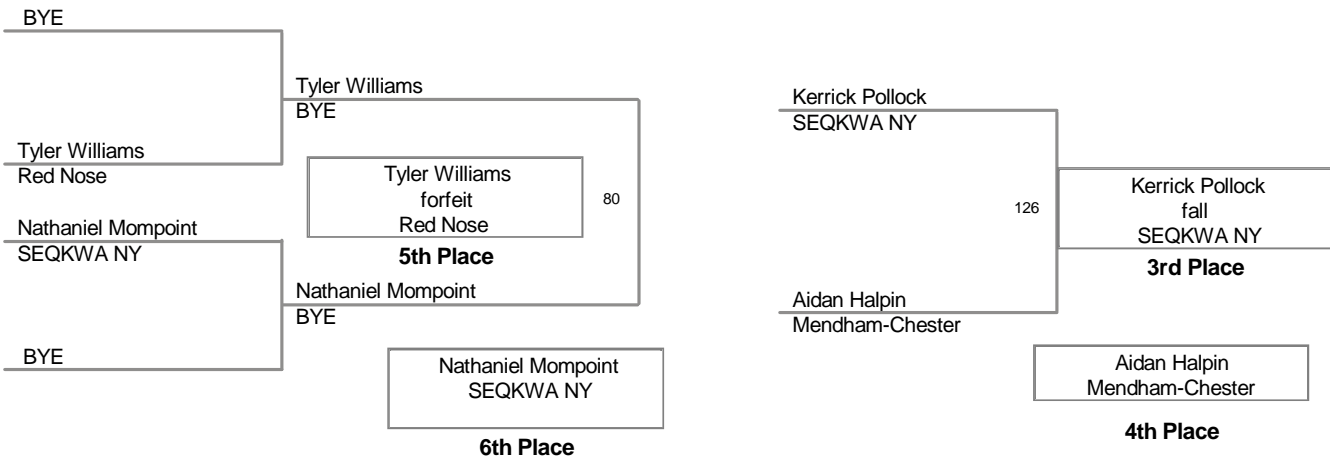 BYE
Tyler Williams
BYE
Tyler Williams
Red Nose
Tyler Williams
forfeit
Red Nose
5th Place
80
Nathaniel Mompoint
SEQKWA NY
Nathaniel Mompoint
BYE
BYE
Nathaniel Mompoint
SEQKWA NY
6th Place
Kerrick Pollock
SEQKWA NY
126
Kerrick Pollock
fall
SEQKWA NY
3rd Place
Aidan Halpin
Mendham-Chester
Aidan Halpin
Mendham-Chester
4th Place